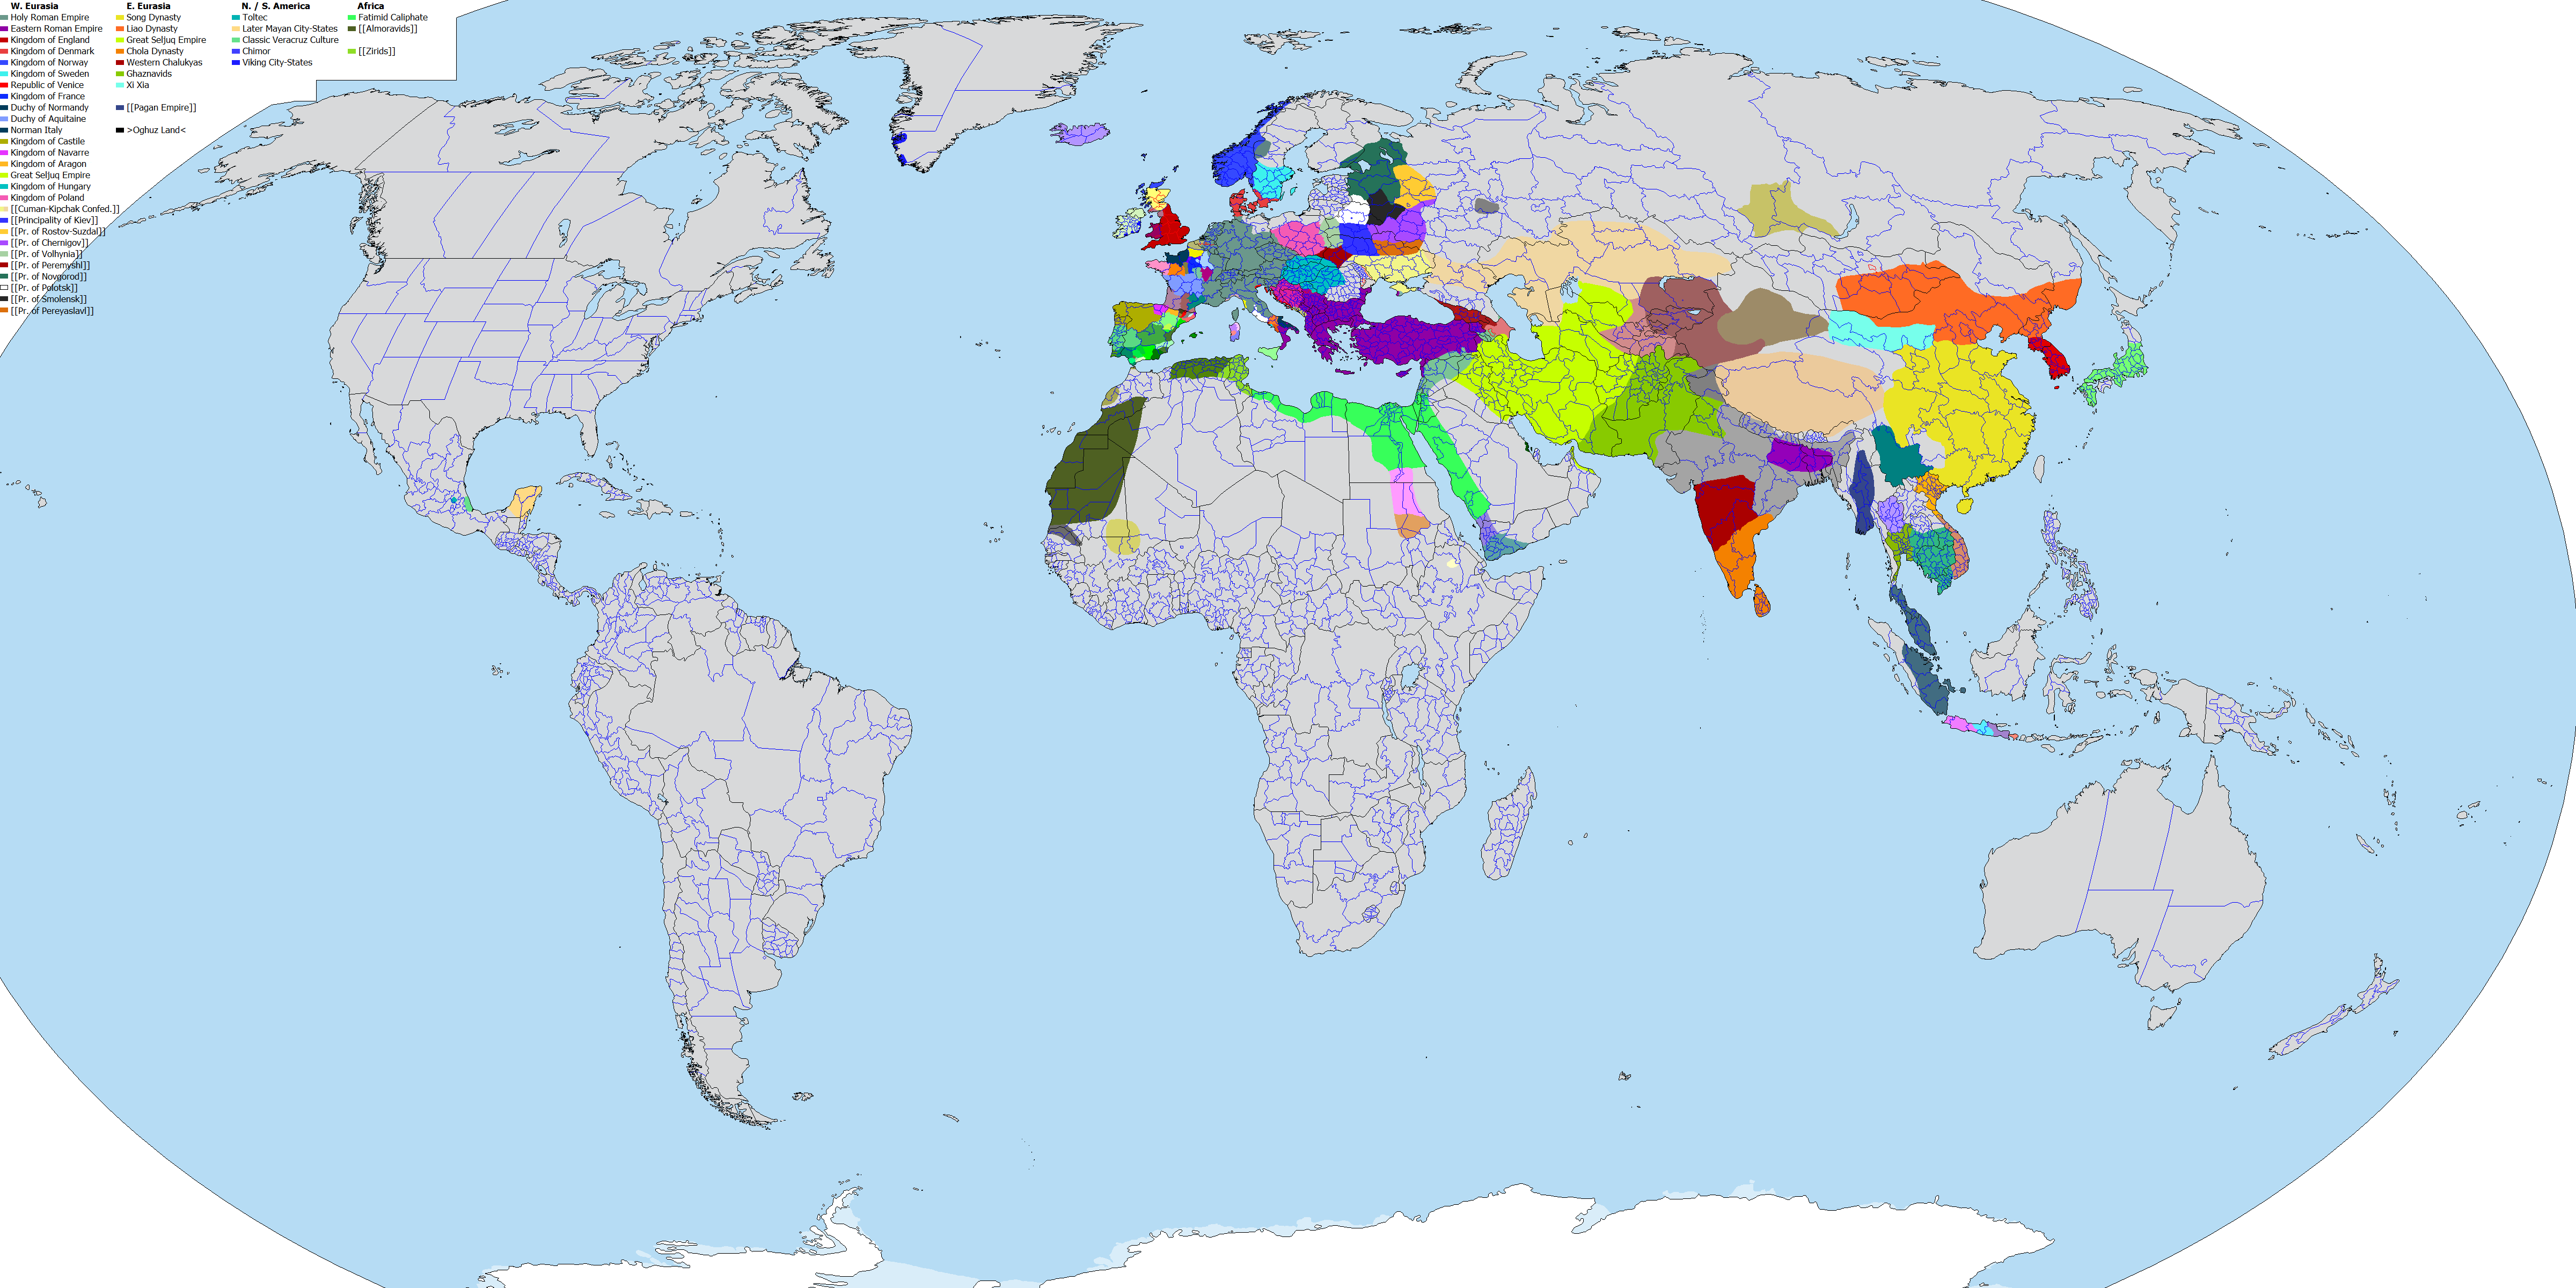 W. Eurasia
Holy Roman Empire
Eastern Roman Empire
Kingdom of England
Kingdom of Denmark
Kingdom of Norway
Kingdom of Sweden
Republic of Venice
Kingdom of France
Duchy of Normandy
Duchy of Aquitaine
Norman Italy
Kingdom of Castile
Kingdom of Navarre
Kingdom of Aragon
Great Seljuq Empire
Kingdom of Hungary
Kingdom of Poland
[[Cuman-Kipchak Confed.]]
[[Principality of Kiev]]
[[Pr. of Rostov-Suzdal]]
[[Pr. of Chernigov]]
[[Pr. of Volhynia]]
[[Pr. of Peremyshl]]
[[Pr. of Novgorod]]
[[Pr. of Polotsk]]
[[Pr. of Smolensk]]
[[Pr. of Pereyaslavl]]
E. Eurasia
Song Dynasty
Liao Dynasty
Great Seljuq Empire
Chola Dynasty
Western Chalukyas
Ghaznavids
Xi Xia
[[Pagan Empire]]
>Oghuz Land<
N. / S. America
Toltec
Later Mayan City-States
Classic Veracruz Culture
Chimor
Viking City-States
Africa
Fatimid Caliphate
[[Almoravids]]
[[Zirids]]